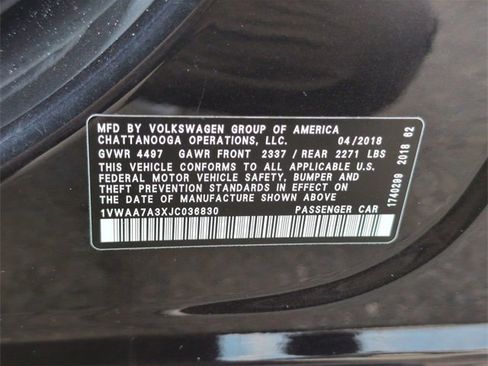 MFD BY VOLKSWAGEN GROUP OF AMERICA
CHATTANOOGA OPERATIONS, LLC. 04/2018
GVWR 4497 GAWR FRONT 2337 / REAR 2271 LBS
THIS VEHICLE CONFORMS TO ALL APPLICABLE U.S.
FEDERAL MOTOR VEHICLE SAFETY, BUMPER AND
THEFT PREVENTION STANDARDS IN EFFECT ON
THE DATE OF MANUFACTURE SHOWN ABOVE
1VWAA7A3XJC036830 PASSENGER CAR
1740299 2018 62